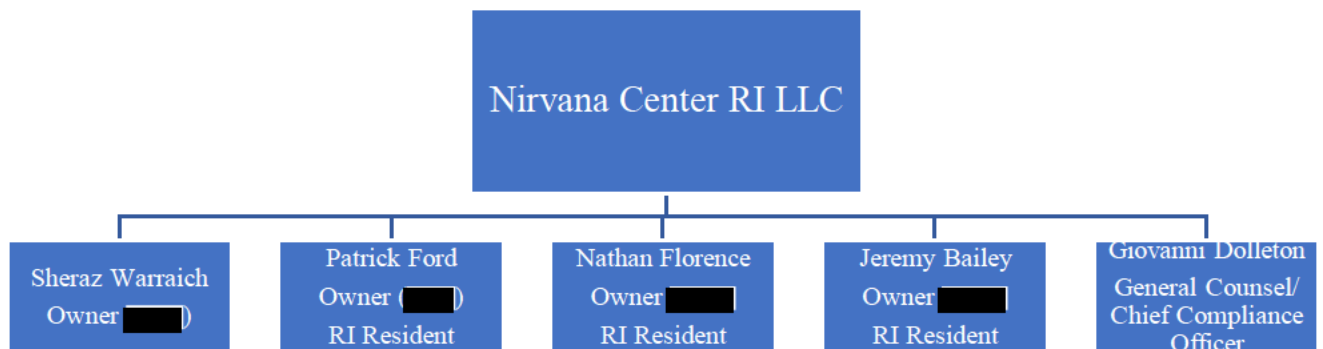 Nirvana Center RI LLC
Sheraz Warraich
Owner )
Patrick Ford
Owner ( )
RI Resident
Nathan Florence
Owner
RI Resident
Jeremy Bailey
Owner
RI Resident
Giovanni Dolleton
General Counsel/
Chief Compliance
Officer